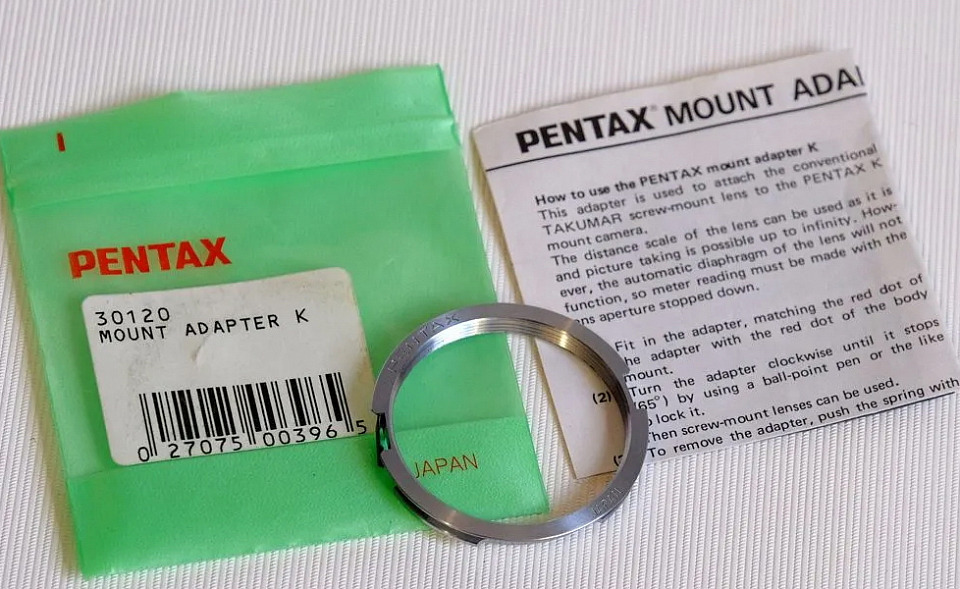 I
PENTAX
30120
MOUNT ADAPTER K
0 27075 00396 5
JAPAN
PENTAX
JAPAN
PENTAX® MOUNT ADA
How to use the PENTAX mount adapter K
This adapter is used to attach the conventional
TAKUMAR screw-mount lens to the PENTAX K
mount camera.
The distance scale of the lens can be used as it is
and picture taking is possible up to infinity. How-
ever, the automatic diaphragm of the lens will not
function, so meter reading must be made with the
ens aperture stopped down.
Fit in the adapter, matching the red dot of
he adapter with the red dot of the body
mount.
(2) Turn the adapter clockwise until it stops
65°) by using a ball-point pen or the like
o lock it.
Then screw-mount lenses can be used.
To remove the adapter, push the spring with